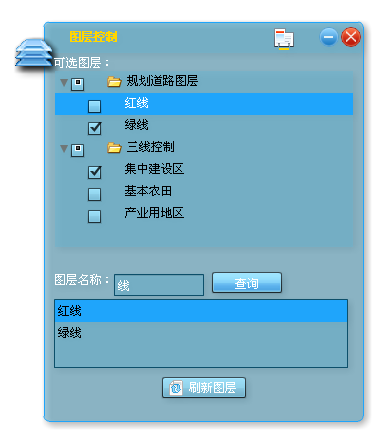 图层控制
可选图层：
规划道路图层
红线
绿线
三线控制
集中建设区
基本农田
产业用地区
图层名称： 线 查询
红线
绿线
刷新图层